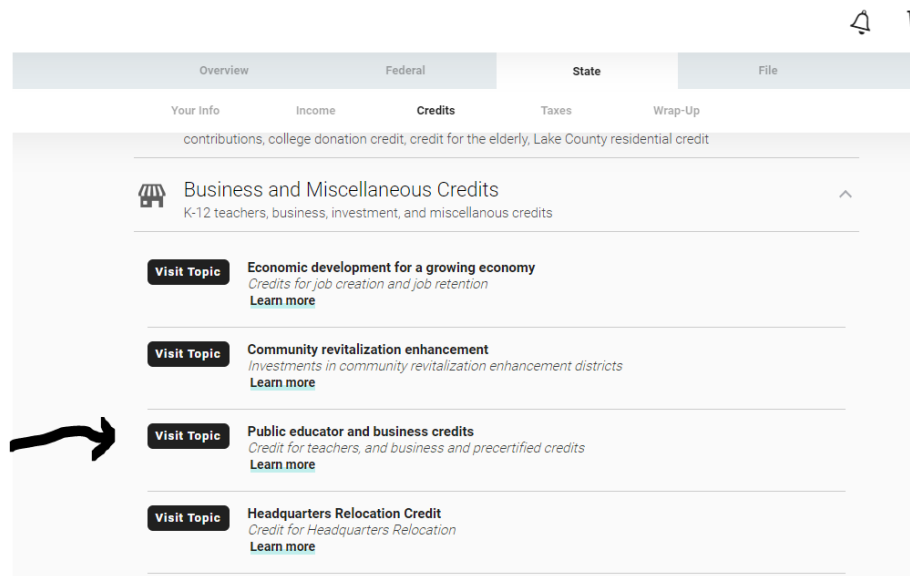 Overview Federal State File
Your Info Income Credits Taxes Wrap-Up
contributions, college donation credit, credit for the elderly, Lake County residential credit
Business and Miscellaneous Credits
K-12 teachers, business, investment, and miscellanous credits
Visit Topic Economic development for a growing economy
Credits for job creation and job retention
Learn more
Visit Topic Community revitalization enhancement
Investments in community revitalization enhancement districts
Learn more
Visit Topic Public educator and business credits
Credit for teachers, and business and precertified credits
Learn more
Visit Topic Headquarters Relocation Credit
Credit for Headquarters Relocation
Learn more